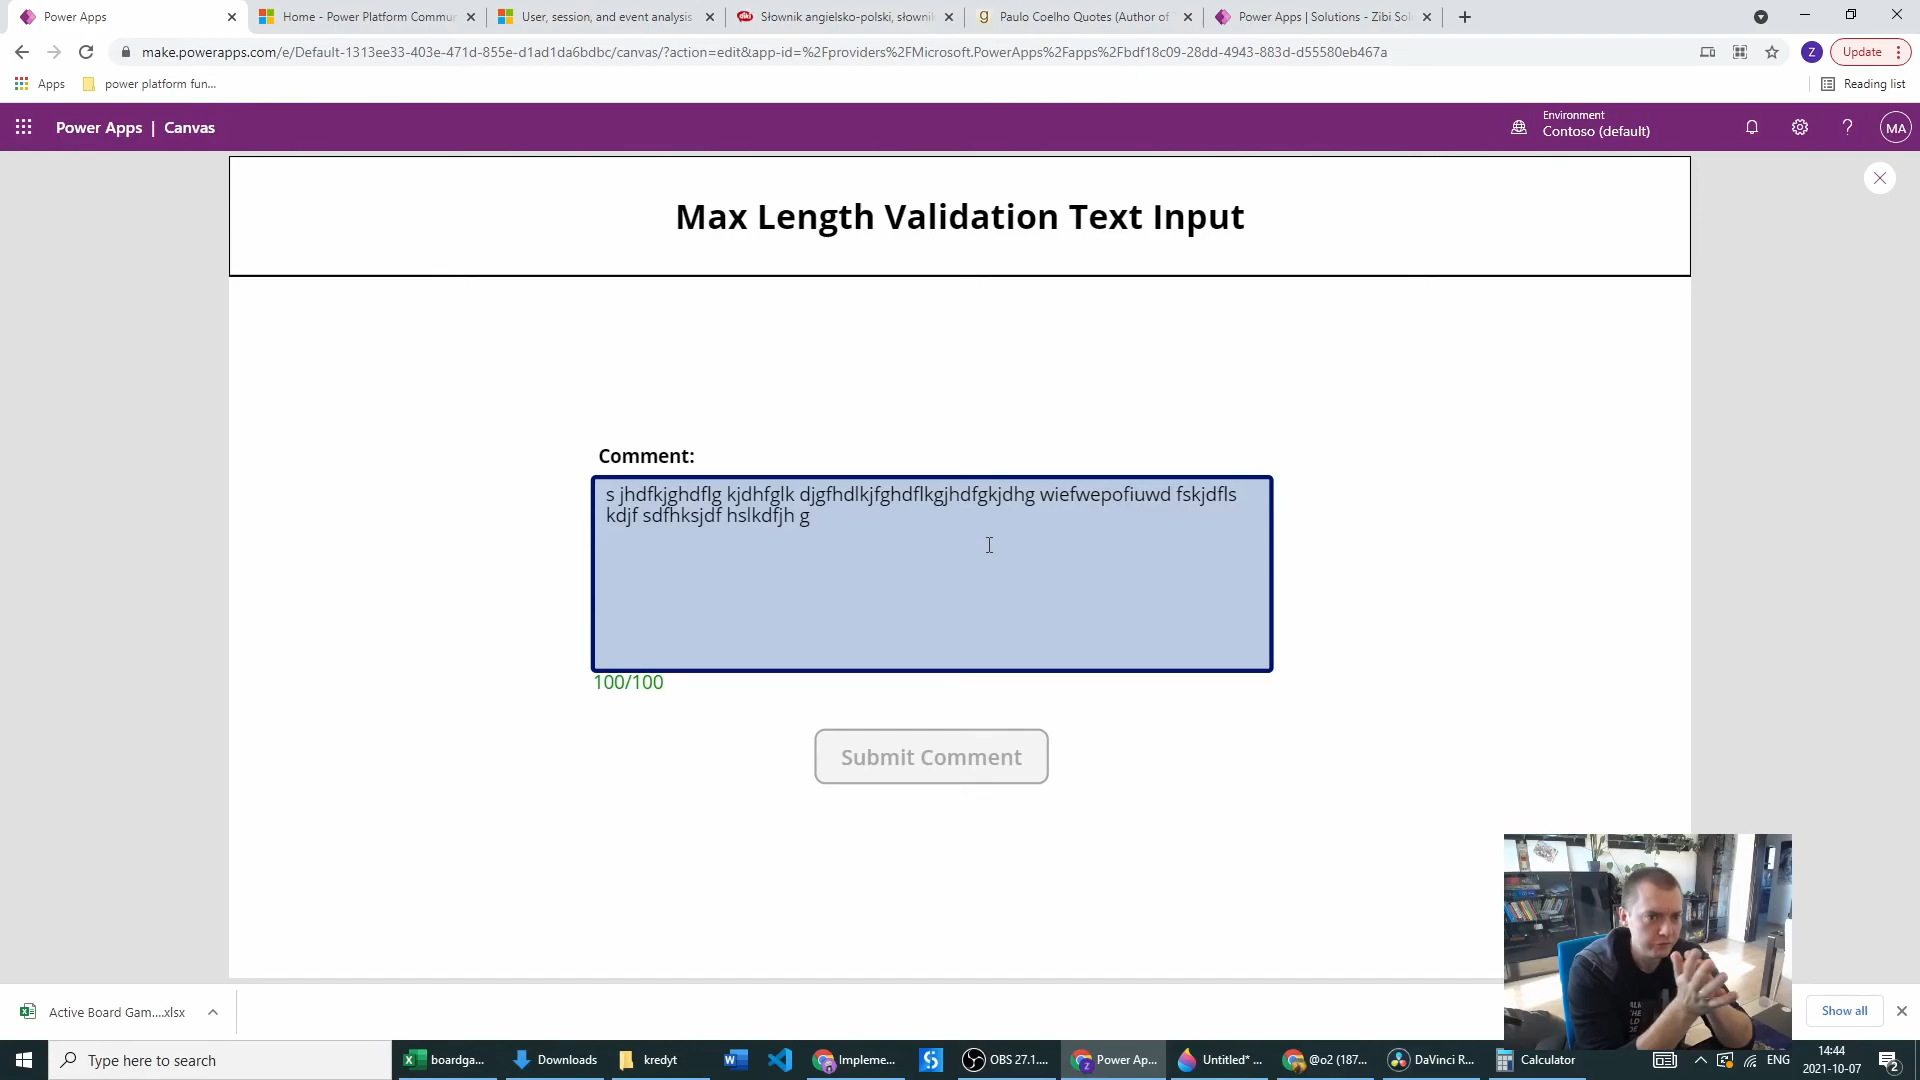 Power Apps
Home - Power Platform Commun
User, session, and event analysis
Słownik angielsko-polski, słownik
Paulo Coelho Quotes (Author of
Power Apps | Solutions - Zibi Sol
make.powerapps.com/e/Default-1313ee33-403e-471d-855e-d1ad1da6bdbc/canvas/?action=edit&app-id=%2Fproviders%2FMicrosoft.PowerApps%2Fapps%2Fbdf18c09-28dd-4943-883d-d55580eb467a
Z
Update
Apps
power platform fun...
Reading list
Power Apps | Canvas
Environment
Contoso (default)
MA
Max Length Validation Text Input
Comment:
s jhdfkjghdflg kjdhfglk djgfhdlkjfghdflkgjhdfgkjdhg wiefwepofiuwd fskjdfls
kdjf sdfhksjdf hslkdfjh g
100/100
Submit Comment
Active Board Gam....xlsx
Show all
Type here to search
boardga...
Downloads
kredyt
Impleme...
OBS 27.1....
Power Ap...
Untitled* ...
@o2 (187...
DaVinci R...
Calculator
ENG
14:44
2021-10-07
2